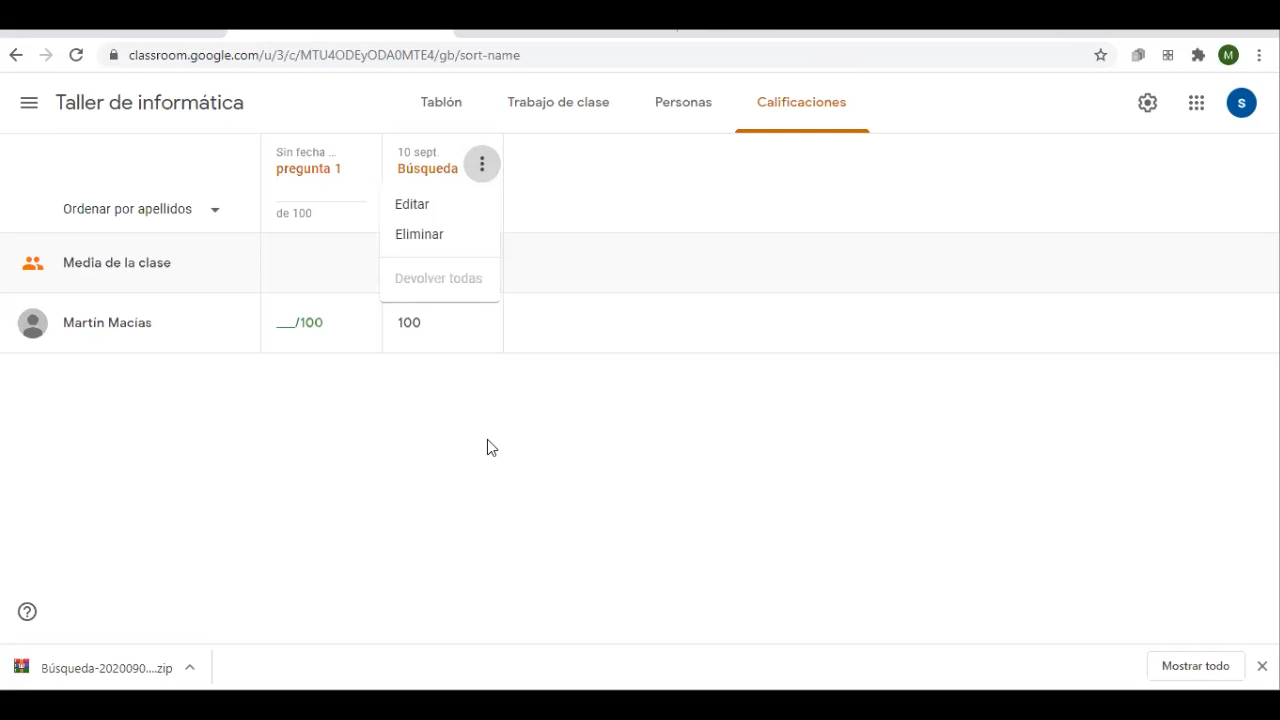 classroom.google.com/u/3/c/MTU4ODEyODA0MTE4/gb/sort-name
M
Taller de informática
Tablón
Trabajo de clase
Personas
Calificaciones
S
Sin fecha ...
pregunta 1
de 100
10 sept.
Búsqueda
Ordenar por apellidos
Editar
Eliminar
Devolver todas
Media de la clase
Martín Macías
___/100
100
Búsqueda-2020090....zip
Mostrar todo